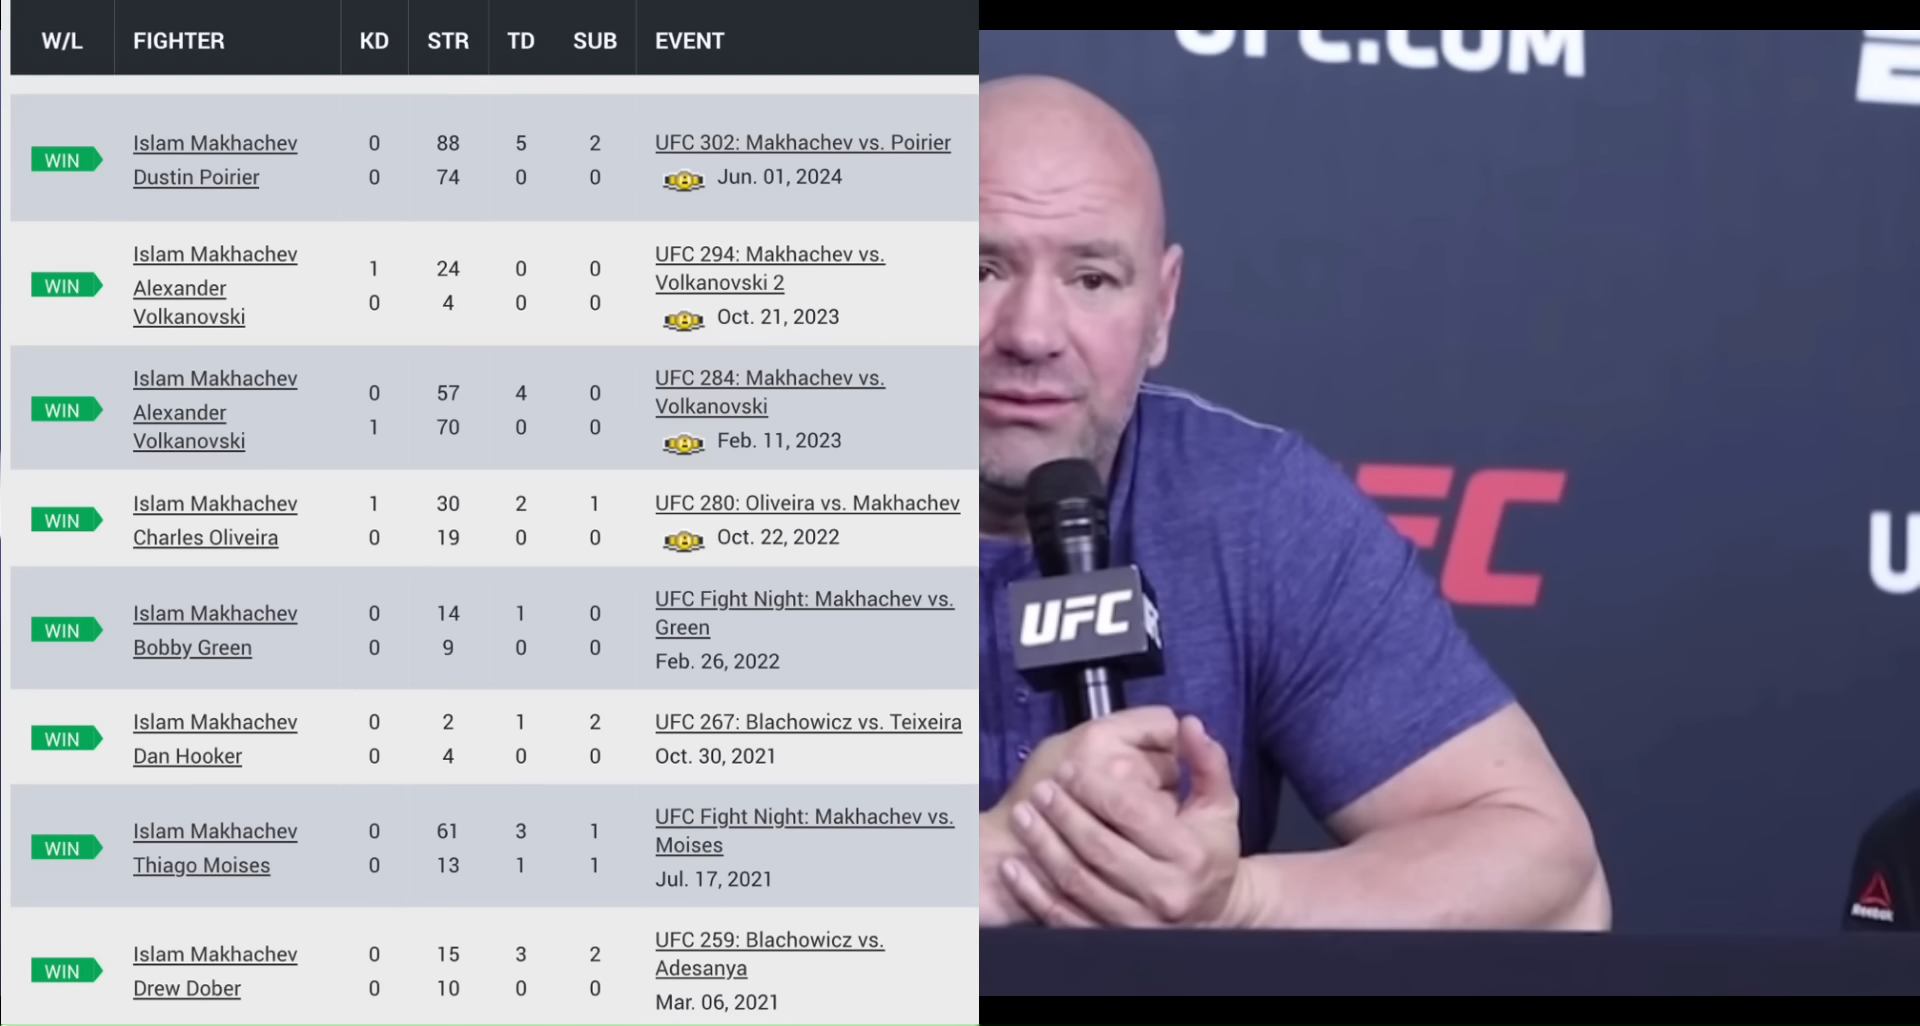 W/L FIGHTER KD STR TD SUB EVENT
WIN
Islam Makhachev 0 88 5 2 UFC 302: Makhachev vs. Poirier
Dustin Poirier 0 74 0 0 Jun. 01, 2024
WIN
Islam Makhachev 1 24 0 0 UFC 294: Makhachev vs.
Alexander 0 4 0 0 Volkanovski 2
Volkanovski Oct. 21, 2023
WIN
Islam Makhachev 0 57 4 0 UFC 284: Makhachev vs.
Alexander 1 70 0 0 Volkanovski
Volkanovski Feb. 11, 2023
WIN
Islam Makhachev 1 30 2 1 UFC 280: Oliveira vs. Makhachev
Charles Oliveira 0 19 0 0 Oct. 22, 2022
WIN
Islam Makhachev 0 14 1 0 UFC Fight Night: Makhachev vs.
Bobby Green 0 9 0 0 Green
Feb. 26, 2022
WIN
Islam Makhachev 0 2 1 2 UFC 267: Blachowicz vs. Teixeira
Dan Hooker 0 4 0 0 Oct. 30, 2021
WIN
Islam Makhachev 0 61 3 1 UFC Fight Night: Makhachev vs.
Thiago Moises 0 13 1 1 Moises
Jul. 17, 2021
WIN
Islam Makhachev 0 15 3 2 UFC 259: Blachowicz vs.
Drew Dober 0 10 0 0 Adesanya
Mar. 06, 2021
UFC.COM
FC
U
UFC
Reebok